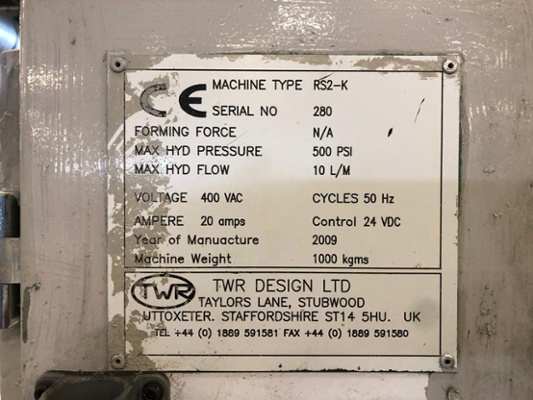 CE MACHINE TYPE RS2-K
SERIAL NO 280
FORMING FORCE N/A
MAX HYD PRESSURE 500 PSI
MAX HYD FLOW 10 L/M
VOLTAGE 400 VAC CYCLES 50 Hz
AMPERE 20 amps Control 24 VDC
Year of Manuacture 2009
Machine Weight 1000 kgms
TWR TWR DESIGN LTD
TAYLORS LANE, STUBWOOD
UTTOXETER. STAFFORDSHIRE ST14 5HU. UK
TEL +44 (0) 1889 591581 FAX +44 (0) 1889 591580